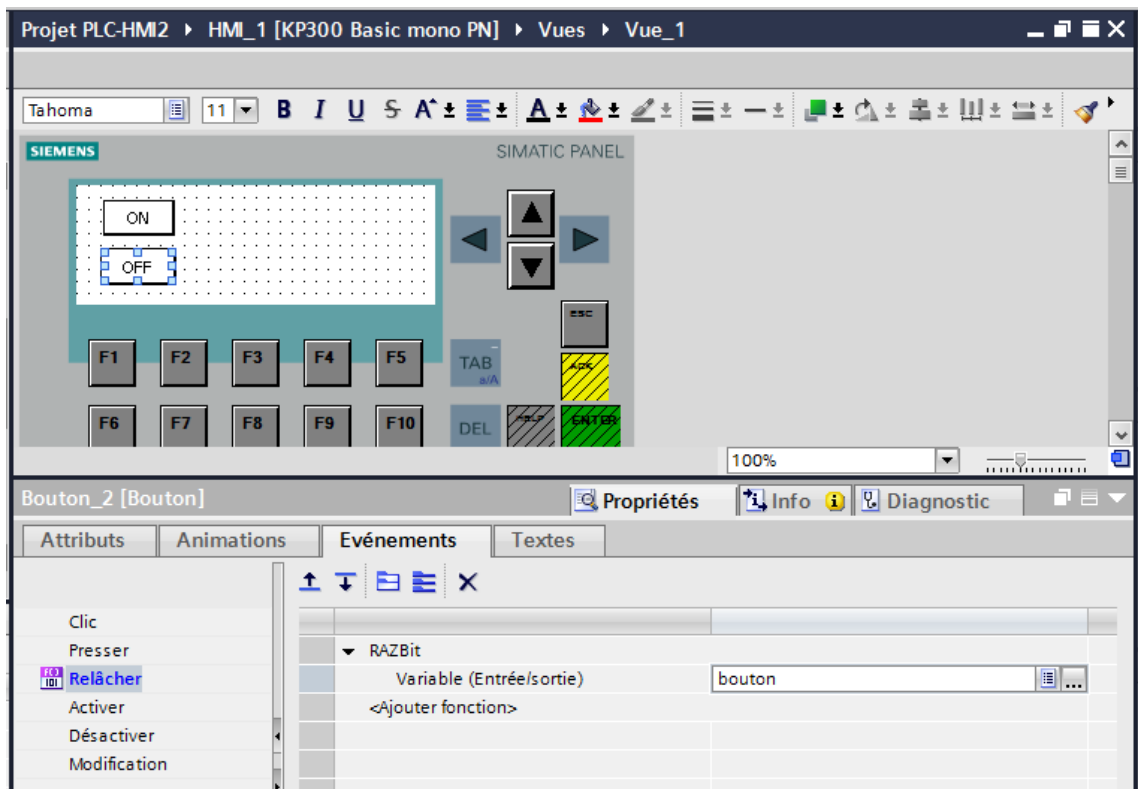 Projet PLC-HMI2 ▸ HMI_1 [KP300 Basic mono PN] ▸ Vues ▸ Vue_1
Tahoma 11 B I U S A A
SIEMENS SIMATIC PANEL
ON
OFF
ESC
F1 F2 F3 F4 F5 TAB a/A ACK
F6 F7 F8 F9 F10 DEL HELP ENTER
100%
Bouton_2 [Bouton] Propriétés Info Diagnostic
Attributs Animations Evénements Textes
Clic
Presser RAZBit
Relâcher Variable (Entrée/sortie) bouton ...
Activer <Ajouter fonction>
Désactiver
Modification